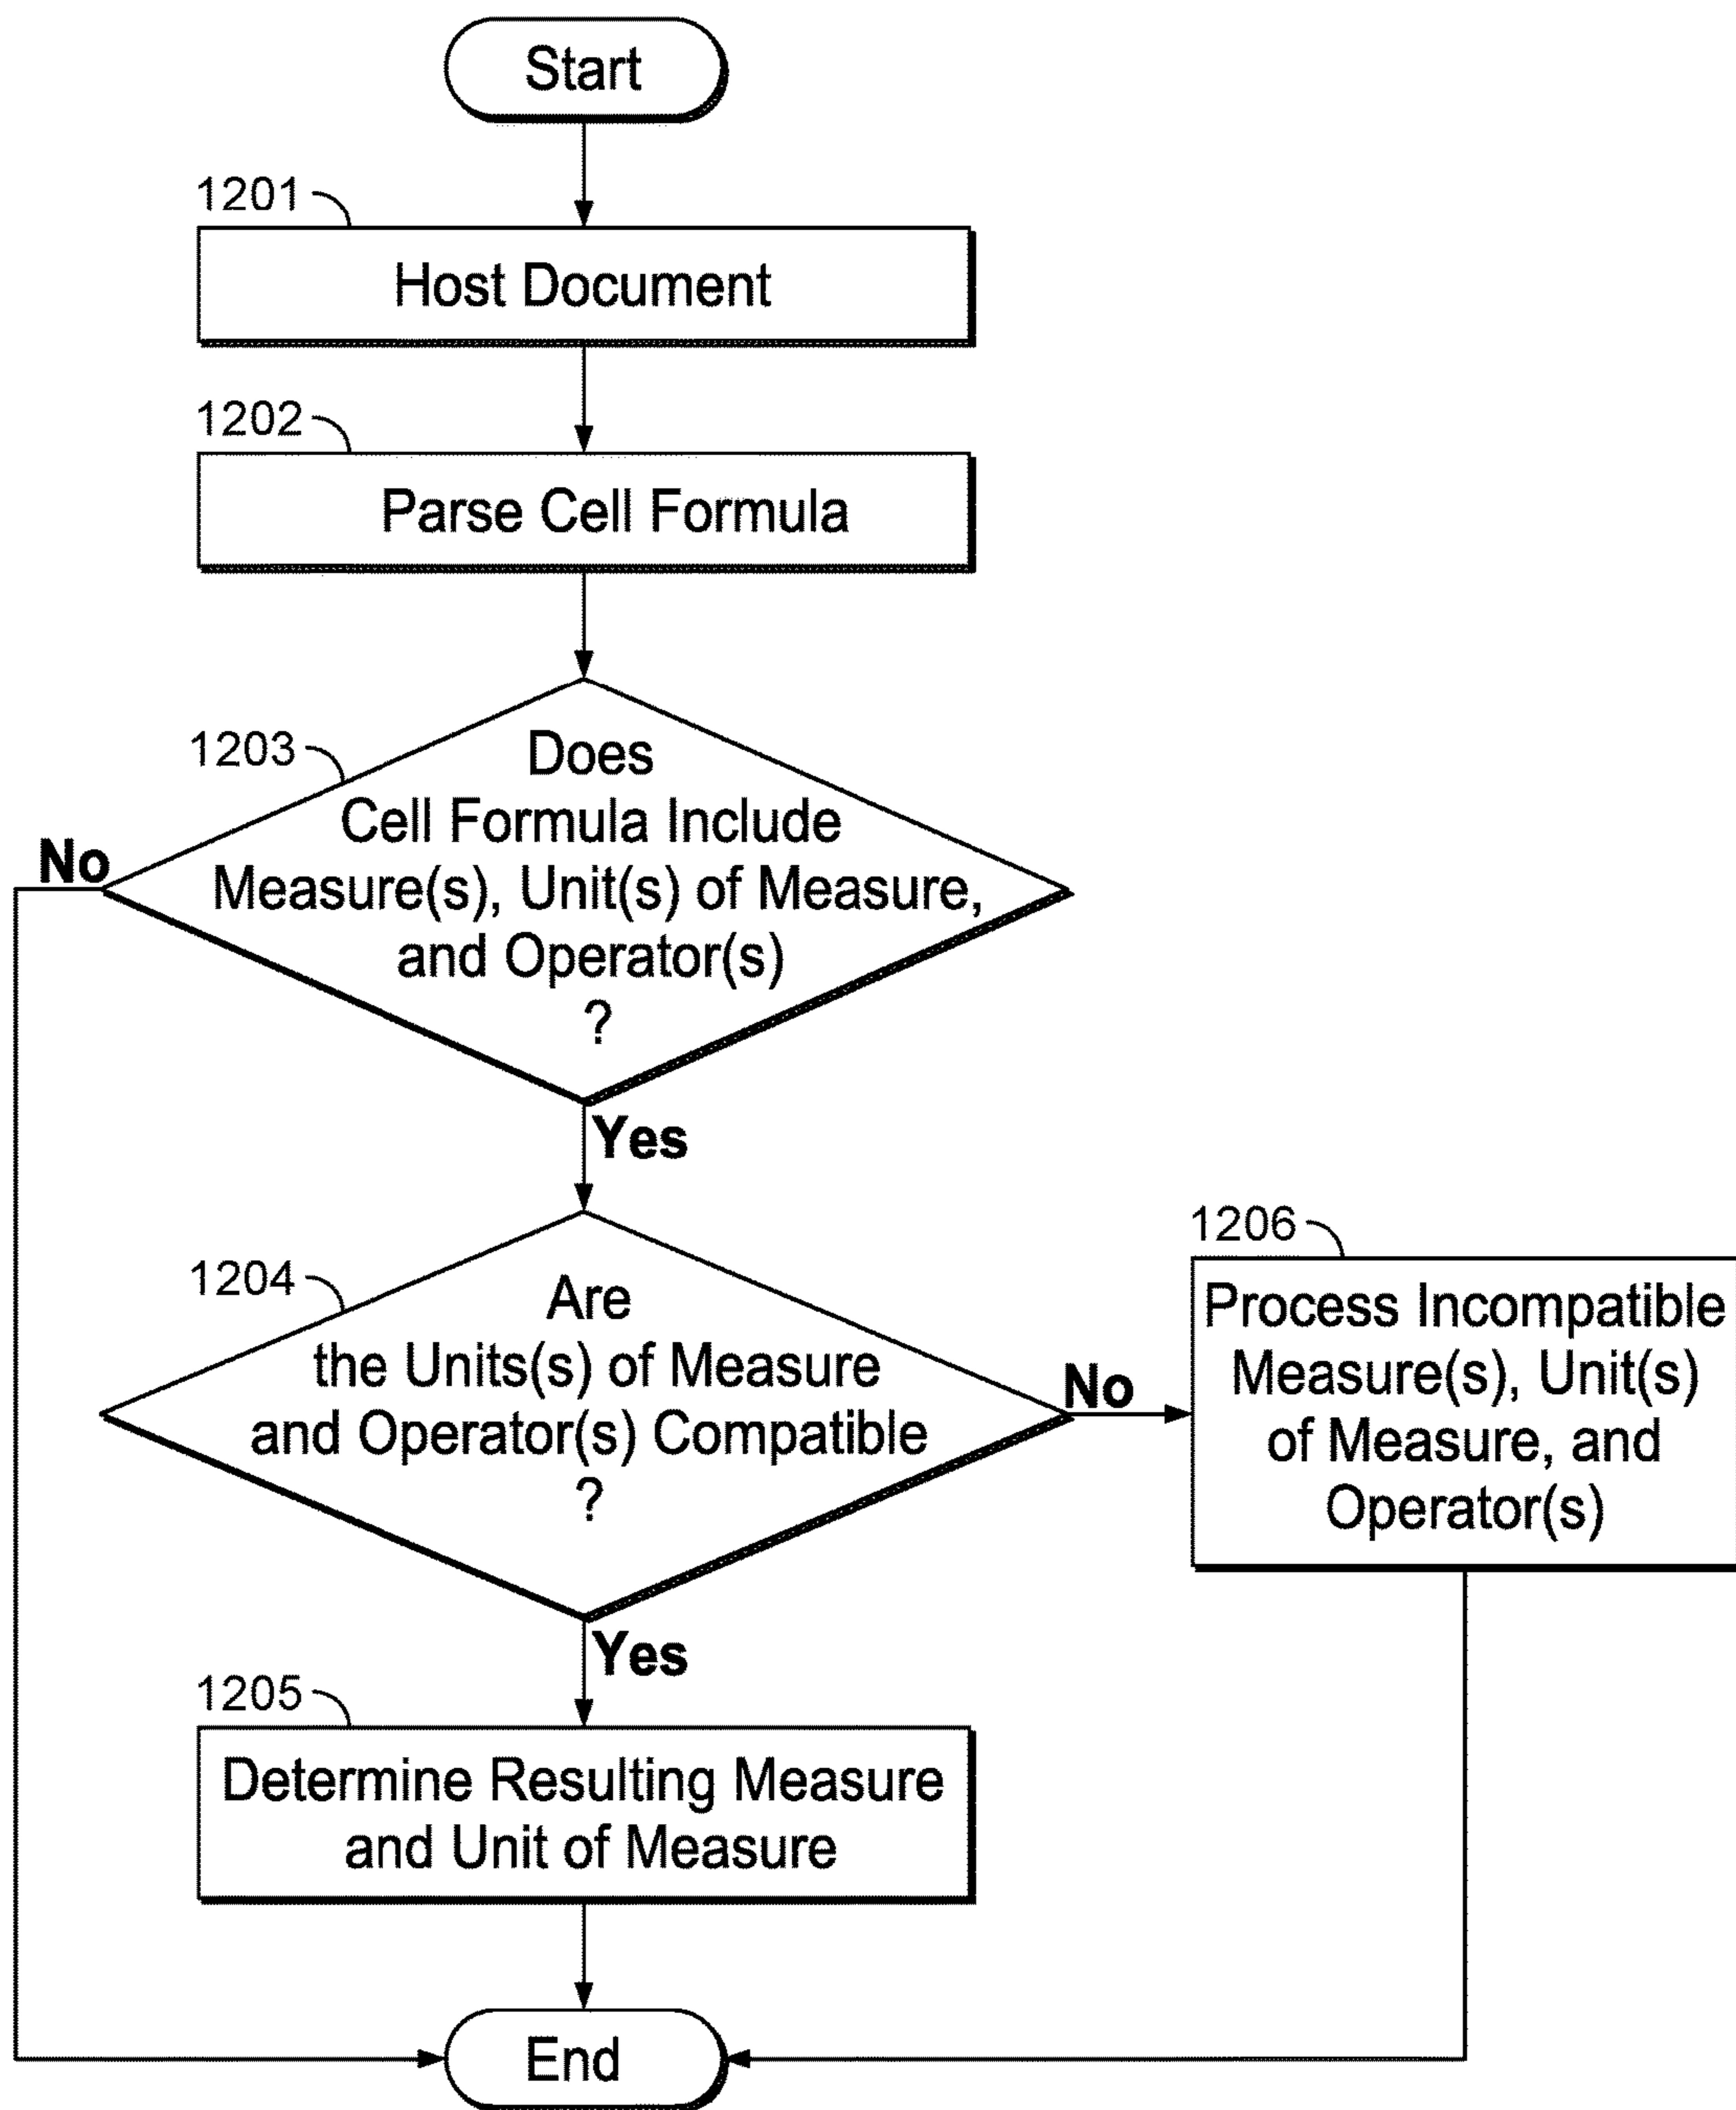 Start
1201
Host Document
1202
Parse Cell Formula
1203
Does
Cell Formula Include
Measure(s), Unit(s) of Measure,
and Operator(s)
?
No
Yes
1204
Are
the Units(s) of Measure
and Operator(s) Compatible
?
No
1206
Process Incompatible
Measure(s), Unit(s)
of Measure, and
Operator(s)
Yes
1205
Determine Resulting Measure
and Unit of Measure
End